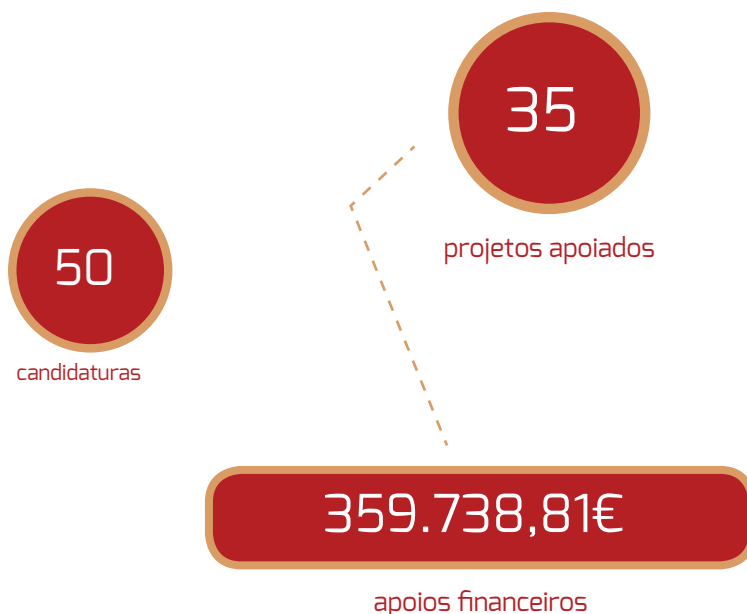 35
projetos apoiados
50
candidaturas
359.738,81€
apoios financeiros